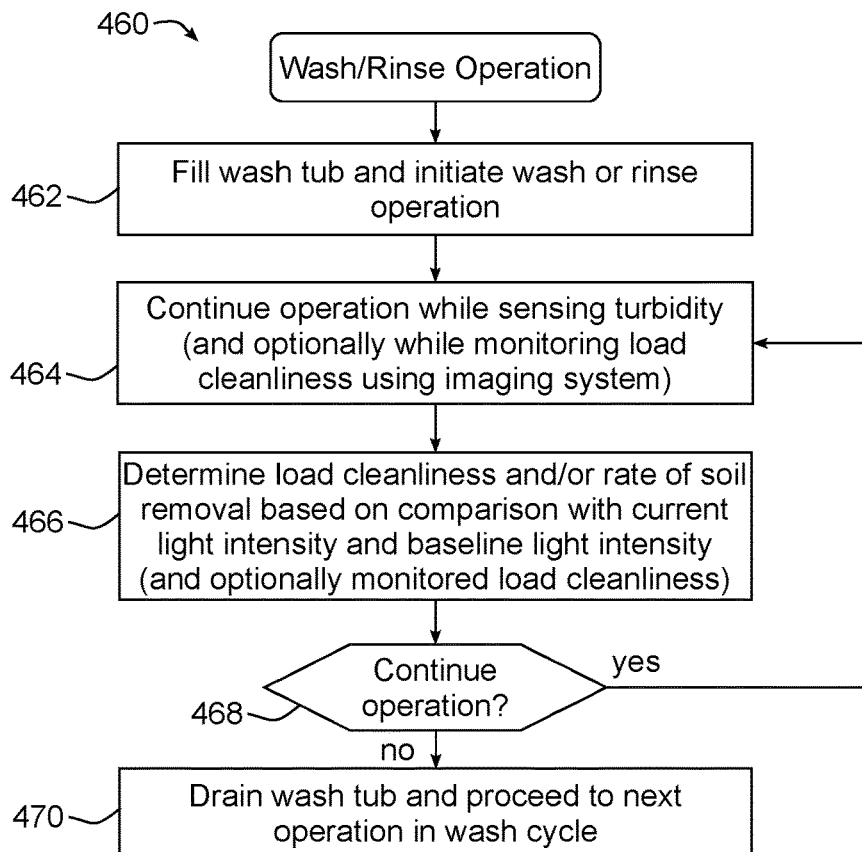 460
Wash/Rinse Operation
Fill wash tub and initiate wash or rinse
operation
462
Continue operation while sensing turbidity
(and optionally while monitoring load
cleanliness using imaging system)
464
Determine load cleanliness and/or rate of soil
removal based on comparison with current
light intensity and baseline light intensity
(and optionally monitored load cleanliness)
466
Continue
operation?
yes
468
no
Drain wash tub and proceed to next
operation in wash cycle
470